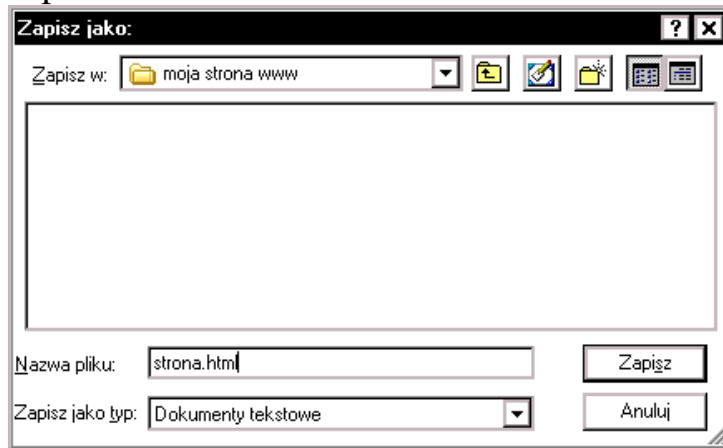 Zapisz jako:
Zapisz w: moja strona www
Nazwa pliku: strona.html Zapisz
Zapisz jako typ: Dokumenty tekstowe Anuluj